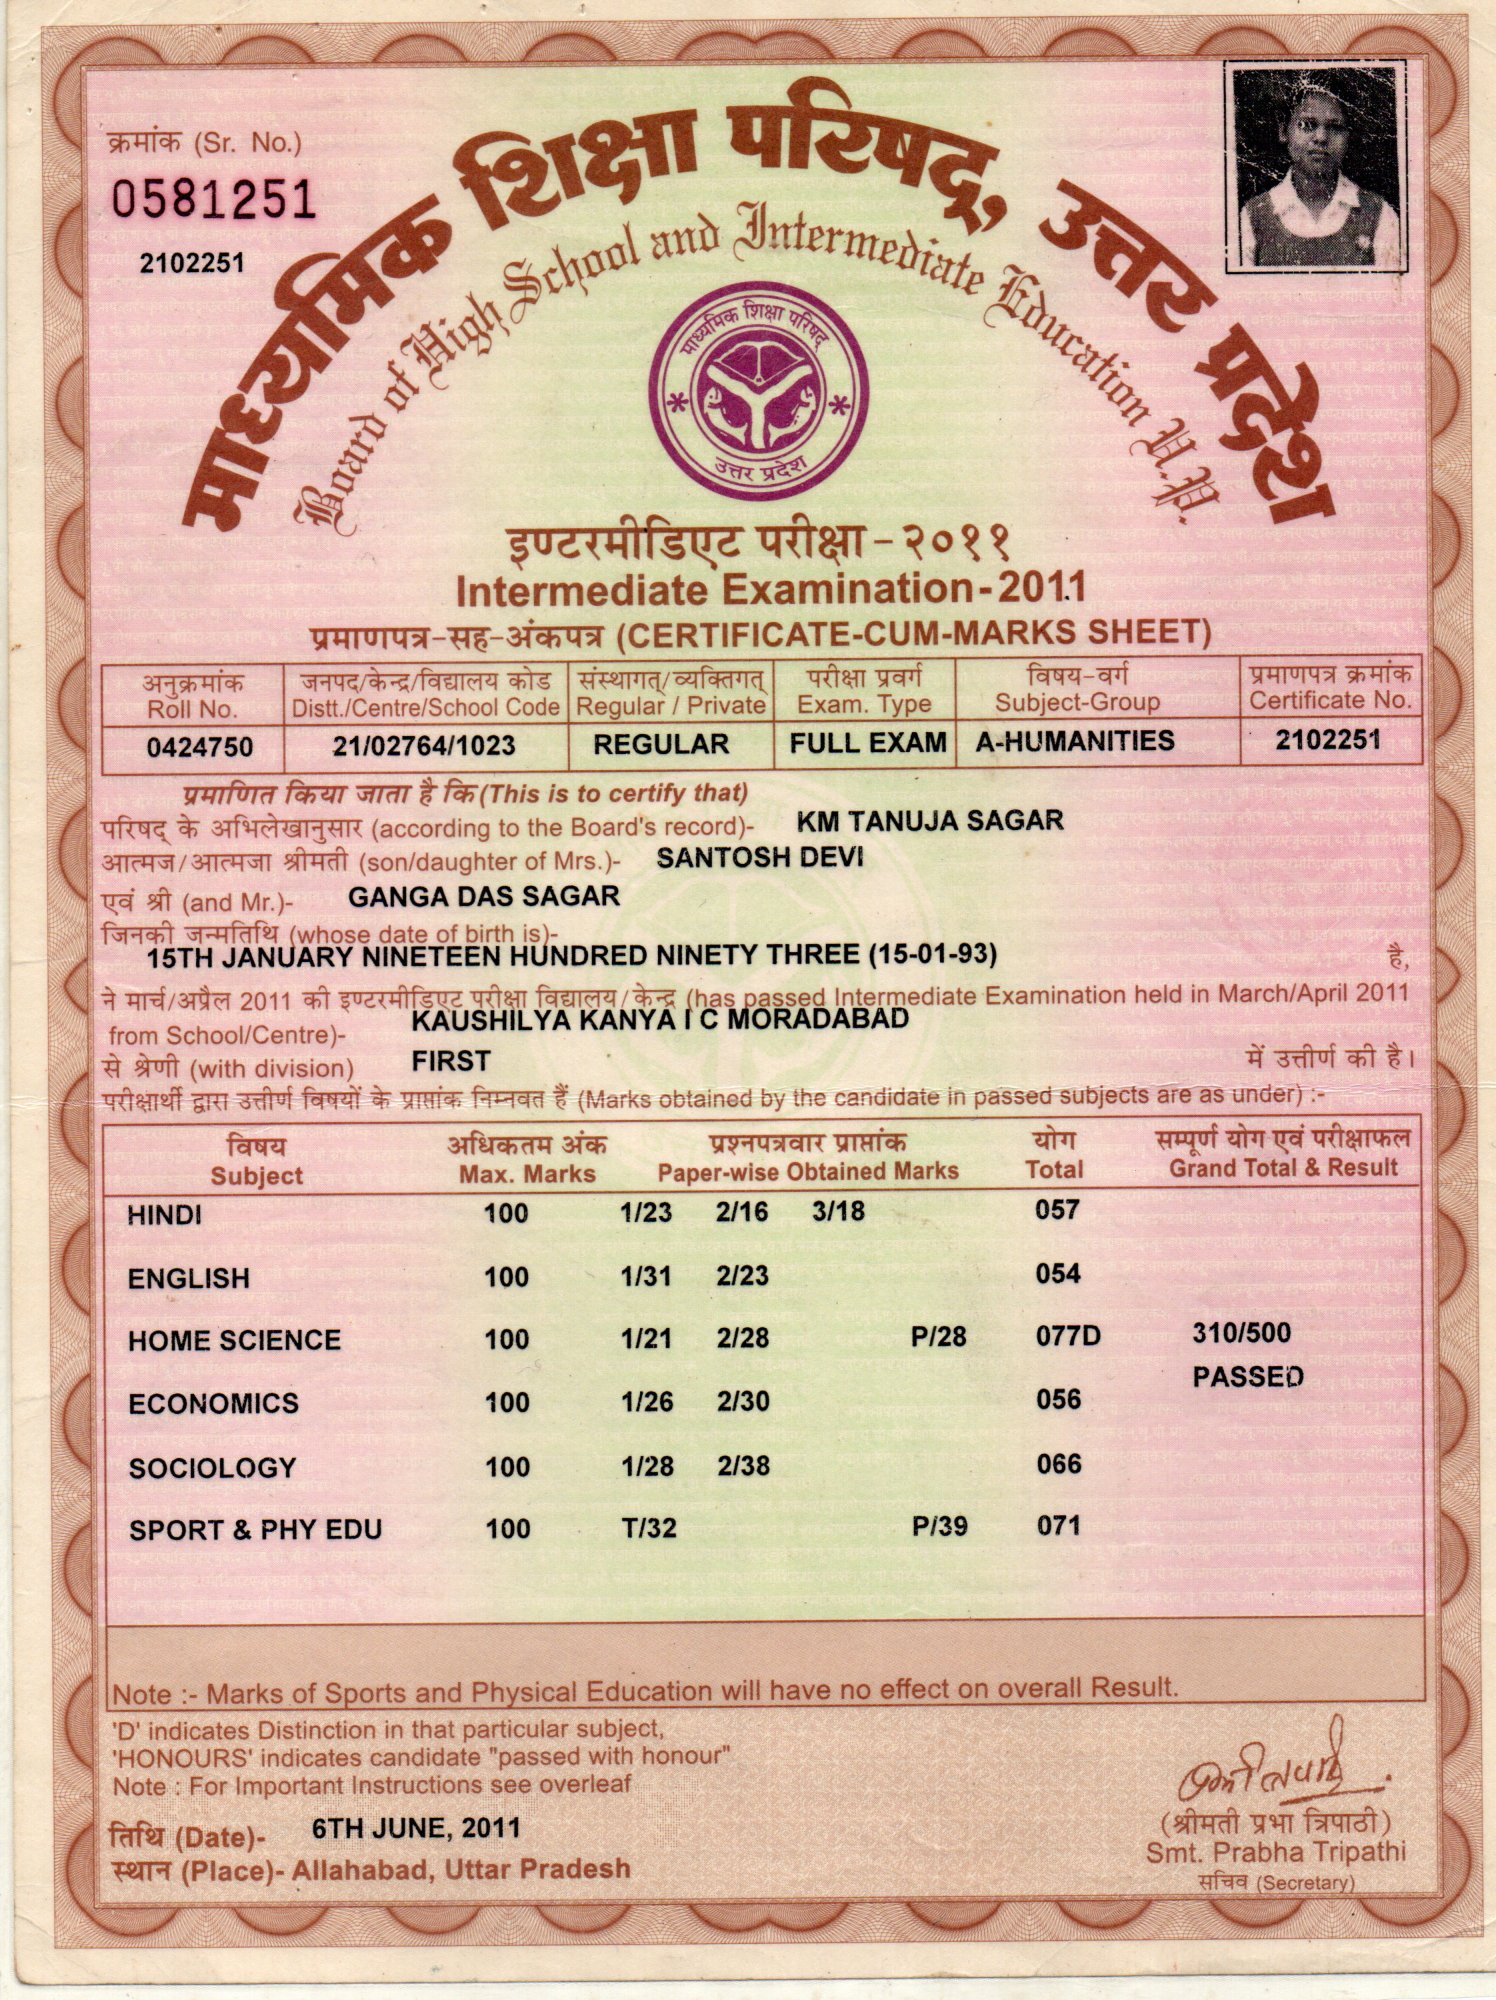 क्रमांक (Sr. No.)
0581251
2102251
माध्यमिक शिक्षा परिषद्, उत्तर प्रदेश
Board of High School and Intermediate Education U.P.
माध्यमिक शिक्षा परिषद्
उत्तर प्रदेश
इण्टरमीडिएट परीक्षा - २०११
Intermediate Examination - 2011
प्रमाणपत्र-सह-अंकपत्र (CERTIFICATE-CUM-MARKS SHEET)
अनुक्रमांक जनपद/केन्द्र/विद्यालय कोड संस्थागत्/व्यक्तिगत् परीक्षा प्रवर्ग विषय-वर्ग प्रमाणपत्र क्रमांक
Roll No. Distt./Centre/School Code Regular / Private Exam. Type Subject-Group Certificate No.
0424750 21/02764/1023 REGULAR FULL EXAM A-HUMANITIES 2102251
प्रमाणित किया जाता है कि (This is to certify that)
परिषद् के अभिलेखानुसार (according to the Board's record)- KM TANUJA SAGAR
आत्मज/आत्मजा श्रीमती (son/daughter of Mrs.)- SANTOSH DEVI
एवं श्री (and Mr.)- GANGA DAS SAGAR
जिनकी जन्मतिथि (whose date of birth is)-
15TH JANUARY NINETEEN HUNDRED NINETY THREE (15-01-93) है,
ने मार्च/अप्रैल 2011 की इण्टरमीडिएट परीक्षा विद्यालय/केन्द्र (has passed Intermediate Examination held in March/April 2011
from School/Centre)- KAUSHILYA KANYA I C MORADABAD
से श्रेणी (with division) FIRST में उत्तीर्ण की है।
परीक्षार्थी द्वारा उत्तीर्ण विषयों के प्राप्तांक निम्नवत हैं (Marks obtained by the candidate in passed subjects are as under) :-
विषय अधिकतम अंक प्रश्नपत्रवार प्राप्तांक योग सम्पूर्ण योग एवं परीक्षाफल
Subject Max. Marks Paper-wise Obtained Marks Total Grand Total & Result
HINDI 100 1/23 2/16 3/18 057
ENGLISH 100 1/31 2/23 054
HOME SCIENCE 100 1/21 2/28 P/28 077D 310/500
PASSED
ECONOMICS 100 1/26 2/30 056
SOCIOLOGY 100 1/28 2/38 066
SPORT & PHY EDU 100 T/32 P/39 071
Note :- Marks of Sports and Physical Education will have no effect on overall Result.
'D' indicates Distinction in that particular subject,
'HONOURS' indicates candidate "passed with honour"
Note : For Important Instructions see overleaf
तिथि (Date)- 6TH JUNE, 2011
स्थान (Place)- Allahabad, Uttar Pradesh
(श्रीमती प्रभा त्रिपाठी)
Smt. Prabha Tripathi
सचिव (Secretary)